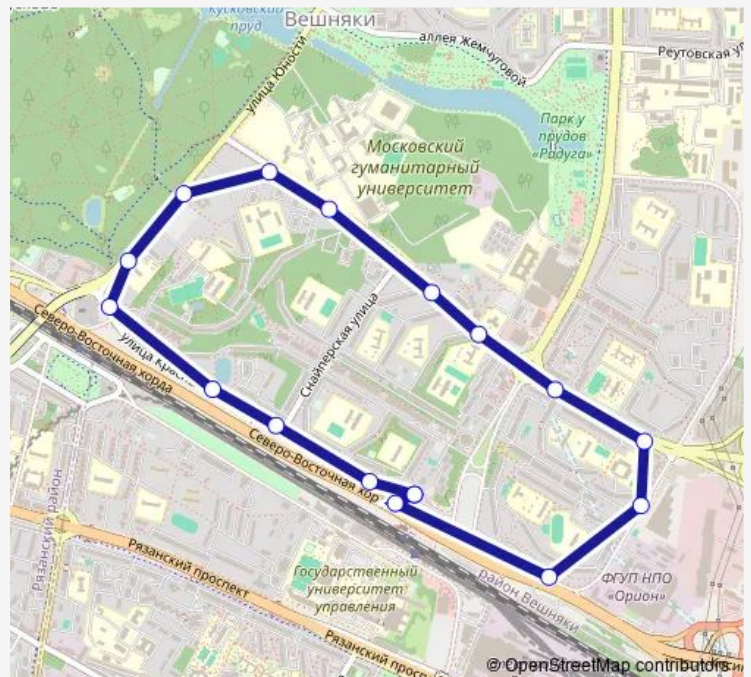 Кусковский
пруд
Вешняки
аллея Жемчуговой
Реутовская ул
улица Юности
Парк у
прудов
«Радуга»
Московский
гуманитарный
университет
Северо-Восточная хорда
улица Красн
Снайперская улица
Северо-Восточная хор
Рязанский район
Рязанский проспект
Государственный
университет
управления
район Вешняки
ФГУП НПО
«Орион»
Рязанский просп
© OpenStreetMap contributors